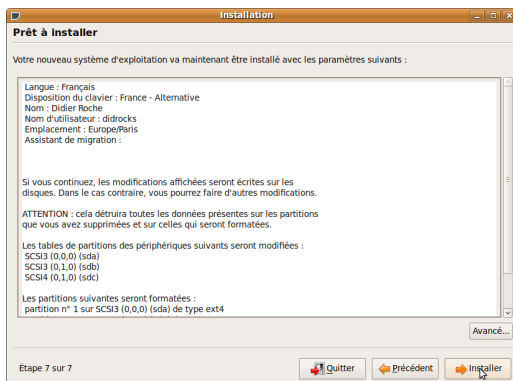 Installation
Prêt à installer
Votre nouveau système d'exploitation va maintenant être installé avec les paramètres suivants :
Langue : Français
Disposition du clavier : France - Alternative
Nom : Didier Roche
Nom d'utilisateur : didrocks
Emplacement : Europe/Paris
Assistant de migration :
Si vous continuez, les modifications affichées seront écrites sur les
disques. Dans le cas contraire, vous pourrez faire d'autres modifications.
ATTENTION : cela détruira toutes les données présentes sur les partitions
que vous avez supprimées et sur celles qui seront formatées.
Les tables de partitions des périphériques suivants seront modifiées :
SCSI3 (0,0,0) (sda)
SCSI3 (0,1,0) (sdb)
SCSI4 (0,1,0) (sdc)
Les partitions suivantes seront formatées :
partition n° 1 sur SCSI3 (0,0,0) (sda) de type ext4
Avancé...
Étape 7 sur 7
Quitter
Précédent
Installer